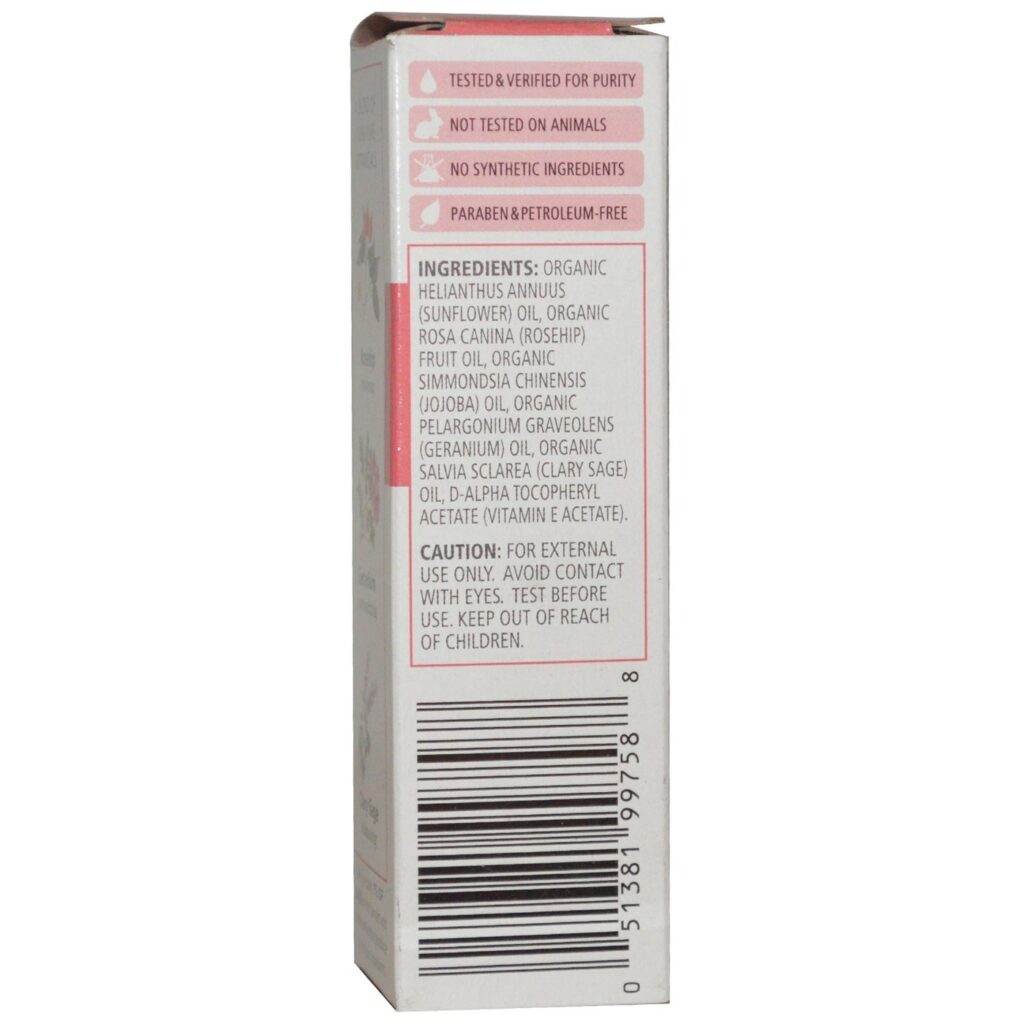 TESTED & VERIFIED FOR PURITY
NOT TESTED ON ANIMALS
NO SYNTHETIC INGREDIENTS
PARABEN & PETROLEUM-FREE
INGREDIENTS: ORGANIC
HELIANTHUS ANNUUS
(SUNFLOWER) OIL, ORGANIC
ROSA CANINA (ROSEHIP)
FRUIT OIL, ORGANIC
SIMMONDSIA CHINENSIS
(JOJOBA) OIL, ORGANIC
PELARGONIUM GRAVEOLENS
(GERANIUM) OIL, ORGANIC
SALVIA SCLAREA (CLARY SAGE)
OIL, D-ALPHA TOCOPHERYL
ACETATE (VITAMIN E ACETATE).
CAUTION: FOR EXTERNAL
USE ONLY. AVOID CONTACT
WITH EYES. TEST BEFORE
USE. KEEP OUT OF REACH
OF CHILDREN.
0 51381 99758 8